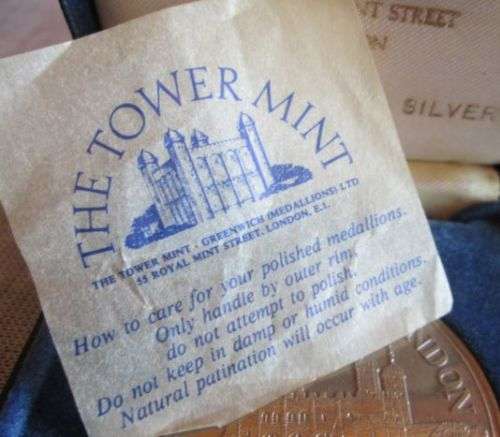 THE TOWER MINT
THE TOWER MINT · GREENWICH (MEDALLIONS) LTD
55 ROYAL MINT STREET, LONDON, E.1.
How to care for your polished medallions.
Only handle by outer rim,
do not attempt to polish.
Do not keep in damp or humid conditions.
Natural patination will occur with age.
STREET
SILVER